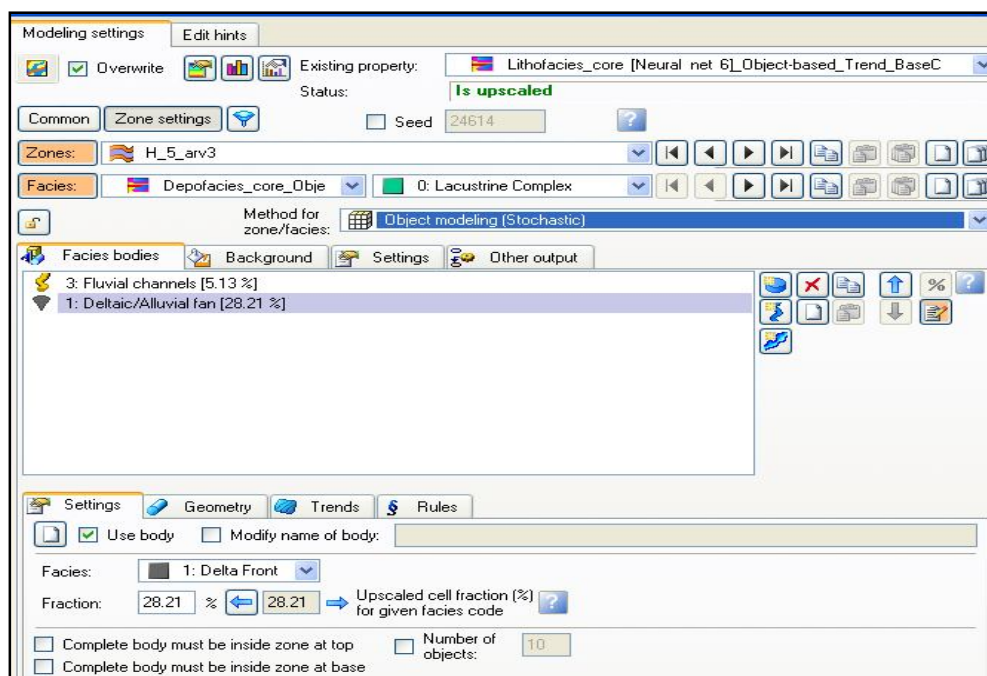 Modeling settings Edit hints
Overwrite Existing property: Lithofacies_core [Neural net 6]_Object-based_Trend_BaseC
Status: Is upscaled
Common Zone settings Seed 24614 ?
Zones: H_5_arv3
Facies: Depofacies_core_Obje 0: Lacustrine Complex
Method for
zone/facies: Object modeling (Stochastic)
Facies bodies Background Settings Other output
3: Fluvial channels [5.13 %]
1: Deltaic/Alluvial fan [28.21 %]
% ?
Settings Geometry Trends § Rules
Use body Modify name of body:
Facies: 1: Delta Front
Fraction: 28.21 % 28.21 Upscaled cell fraction (%)
for given facies code ?
Complete body must be inside zone at top Number of
objects: 10
Complete body must be inside zone at base